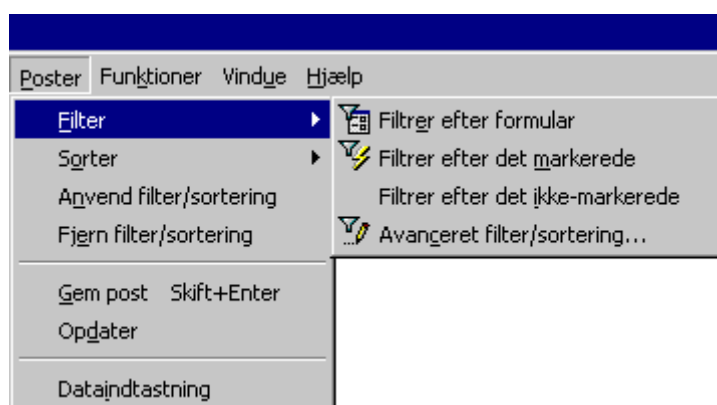 Poster Funktioner Vindue Hjælp
Filter
Sorter
Anvend filter/sortering
Fjern filter/sortering
Gem post Skift+Enter
Opdater
Dataindtastning
Filtrer efter formular
Filtrer efter det markerede
Filtrer efter det ikke-markerede
Avanceret filter/sortering...